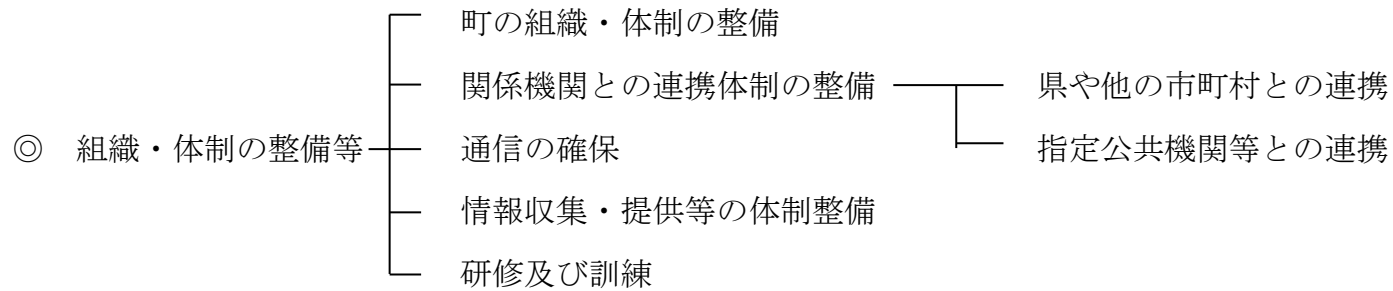 町の組織・体制の整備
関係機関との連携体制の整備
県や他の市町村との連携
◎ 組織・体制の整備等
通信の確保
指定公共機関等との連携
情報収集・提供等の体制整備
研修及び訓練